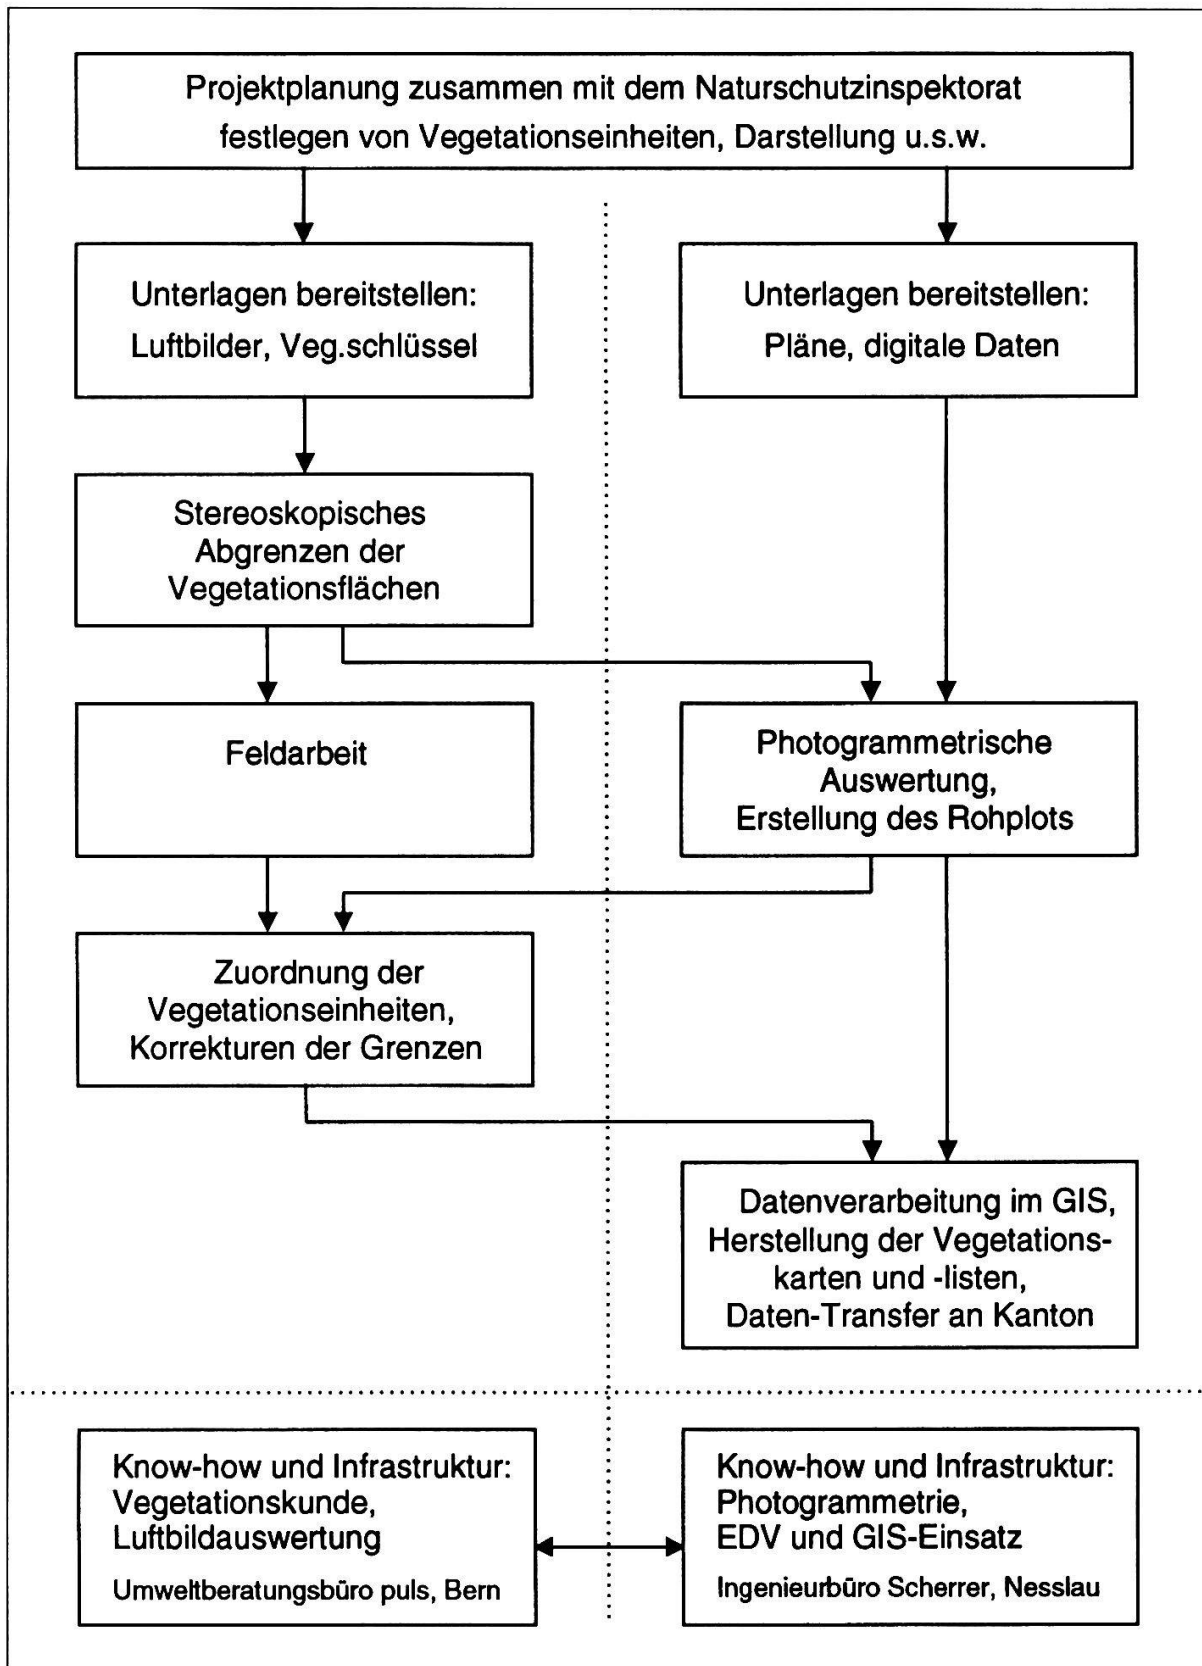 Projektplanung zusammen mit dem Naturschutzinspektorat
festlegen von Vegetationseinheiten, Darstellung u.s.w.
Unterlagen bereitstellen:
Luftbilder, Veg.schlüssel
Unterlagen bereitstellen:
Pläne, digitale Daten
Stereoskopisches
Abgrenzen der
Vegetationsflächen
Feldarbeit
Photogrammetrische
Auswertung,
Erstellung des Rohplots
Zuordnung der
Vegetationseinheiten,
Korrekturen der Grenzen
Datenverarbeitung im GIS,
Herstellung der Vegetations-
karten und -listen,
Daten-Transfer an Kanton
Know-how und Infrastruktur:
Vegetationskunde,
Luftbildauswertung
Umweltberatungsbüro puls, Bern
Know-how und Infrastruktur:
Photogrammetrie,
EDV und GIS-Einsatz
Ingenieurbüro Scherrer, Nesslau